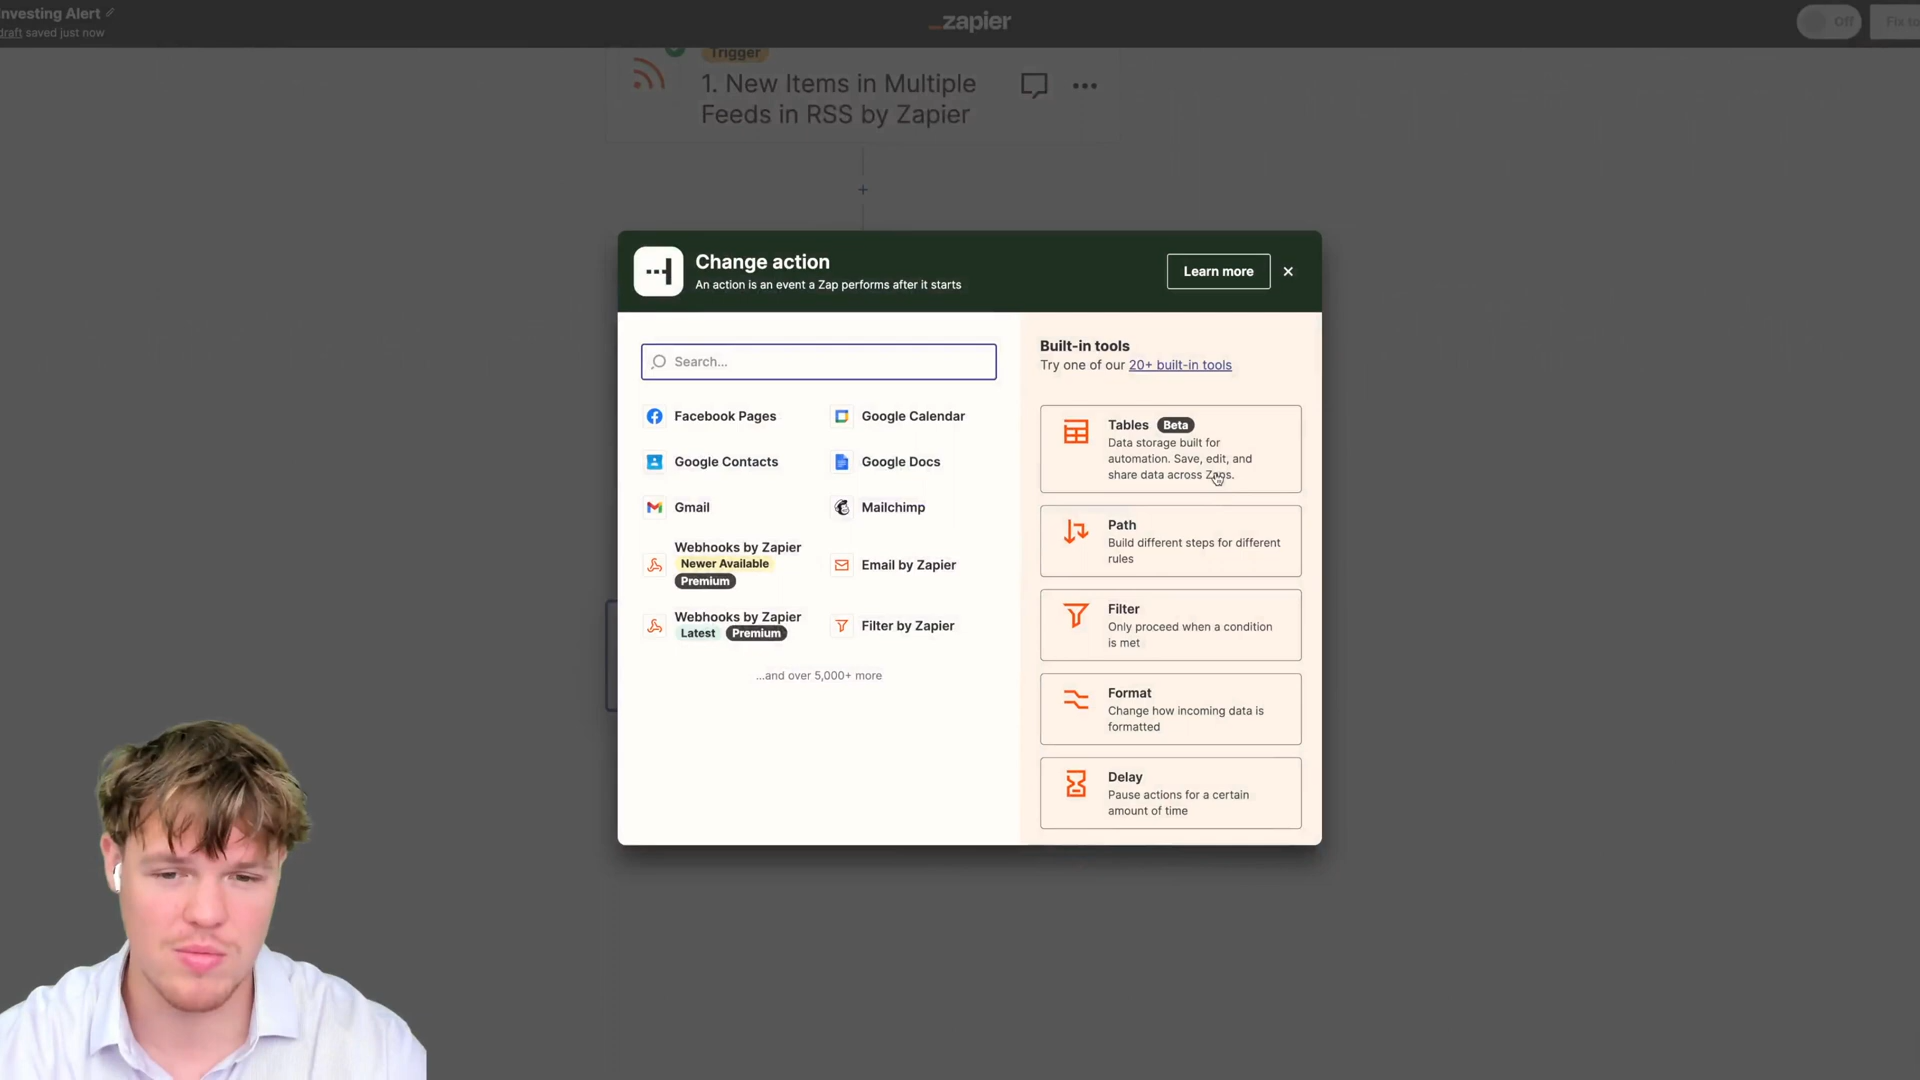 nvesting Alert
draft saved just now
zapier
Off
Fix to
Trigger
1. New Items in Multiple
Feeds in RSS by Zapier
Change action
An action is an event a Zap performs after it starts
Learn more
Search...
Facebook Pages
Google Calendar
Google Contacts
Google Docs
Gmail
Mailchimp
Webhooks by Zapier
Newer Available
Premium
Email by Zapier
Webhooks by Zapier
Latest Premium
Filter by Zapier
...and over 5,000+ more
Built-in tools
Try one of our 20+ built-in tools
Tables Beta
Data storage built for
automation. Save, edit, and
share data across Zaps.
Path
Build different steps for different
rules
Filter
Only proceed when a condition
is met
Format
Change how incoming data is
formatted
Delay
Pause actions for a certain
amount of time